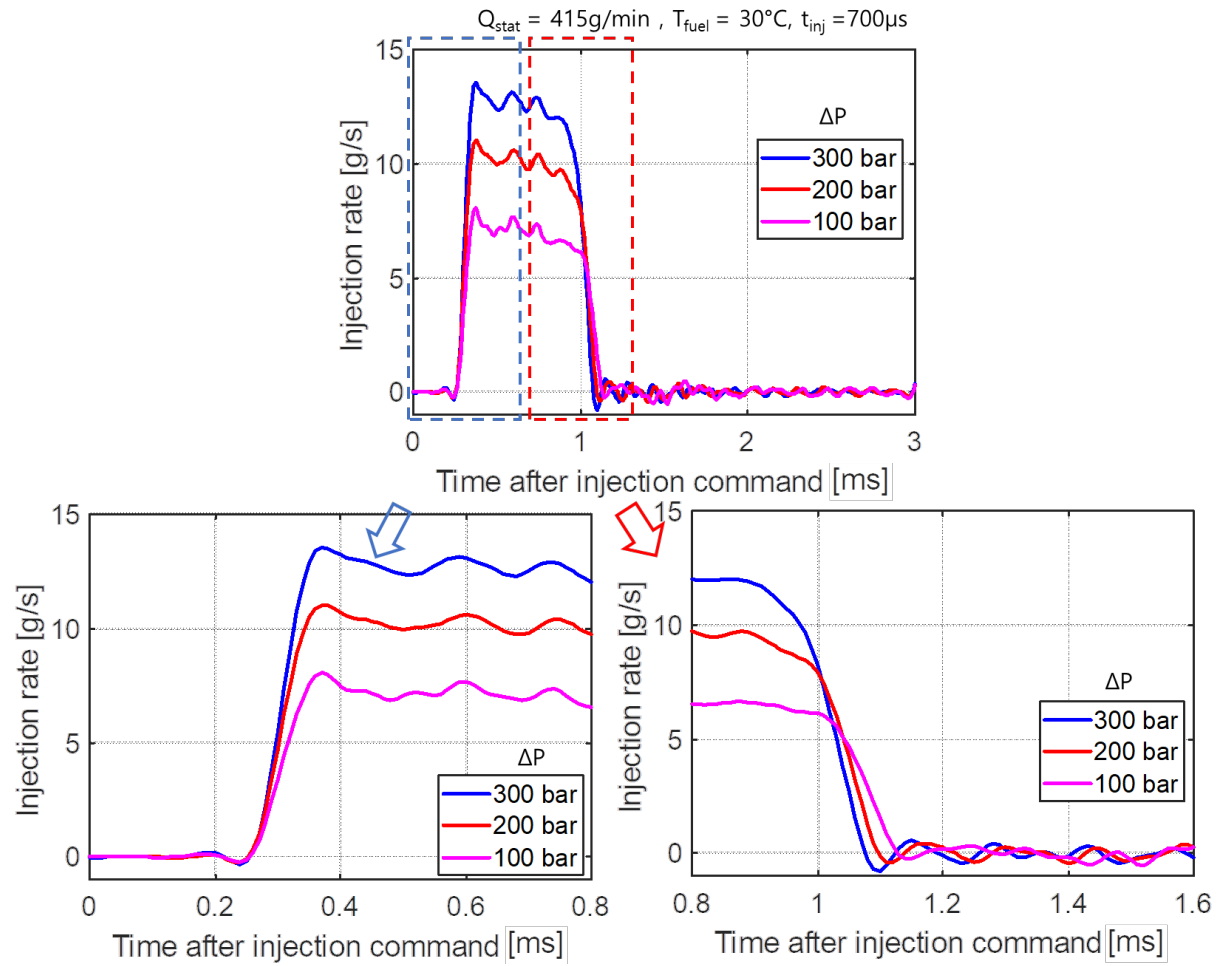 Qstat = 415g/min , Tfuel = 30°C, tinj =700µs
15
10
5
0
Injection rate [g/s]
ΔP
300 bar
200 bar
100 bar
0 1 2 3
Time after injection command [ms]
15
10
5
0
Injection rate [g/s]
ΔP
300 bar
200 bar
100 bar
0 0.2 0.4 0.6 0.8
Time after injection command [ms]
15
10
5
0
Injection rate [g/s]
ΔP
300 bar
200 bar
100 bar
0.8 1 1.2 1.4 1.6
Time after injection command [ms]